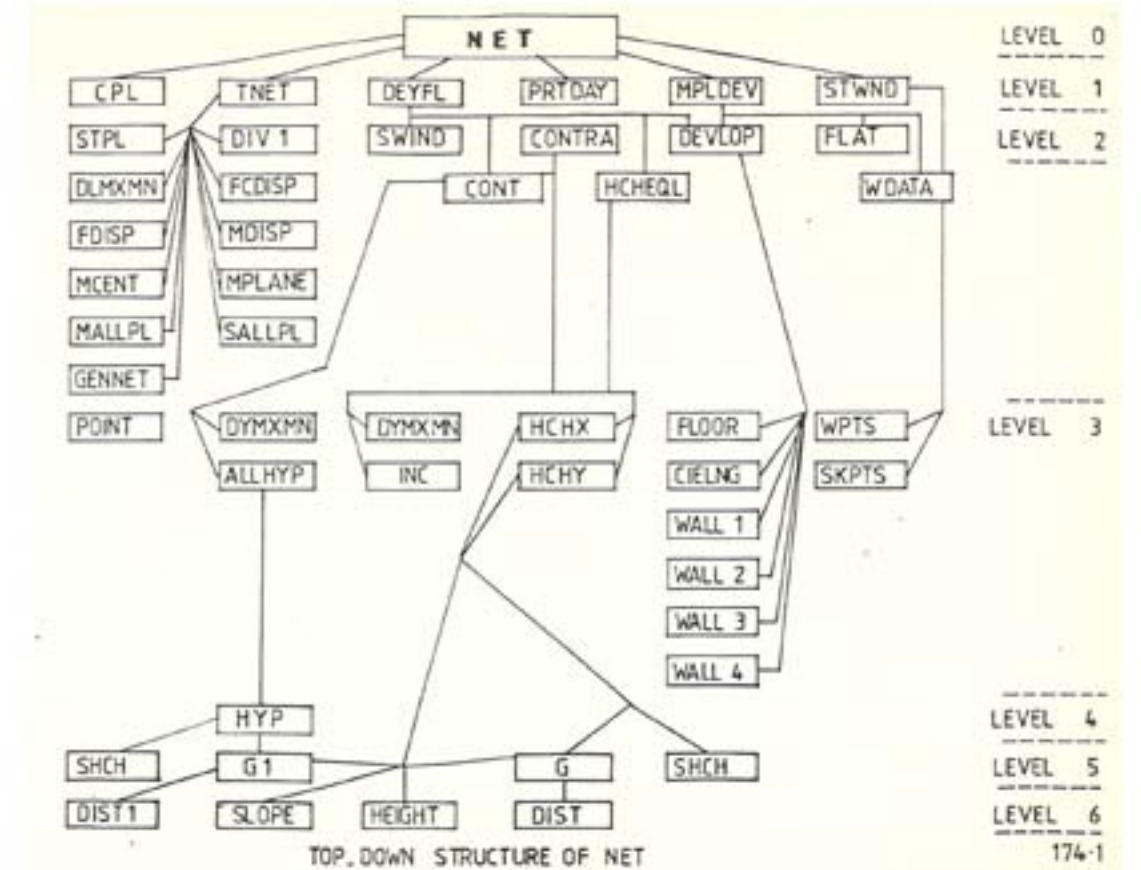 NET LEVEL 0
CPL TNET DEYFL PRTDAY MPLDEV STWND LEVEL 1
STPL DIV 1 SWIND CONTRA DEVLOP FLAT LEVEL 2
DLMXMN FCDISP CONT HCHEQL WDATA
FDISP MDISP
MCENT MPLANE
MALLPL SALLPL
GENNET
POINT DYMXMN DYMXMN HCHX FLOOR WPTS LEVEL 3
ALLHYP INC HCHY CIELNG SKPTS
WALL 1
WALL 2
WALL 3
WALL 4
HYP LEVEL 4
SHCH G1 G SHCH LEVEL 5
DIST1 SLOPE HEIGHT DIST LEVEL 6
TOP_DOWN STRUCTURE OF NET 174-1